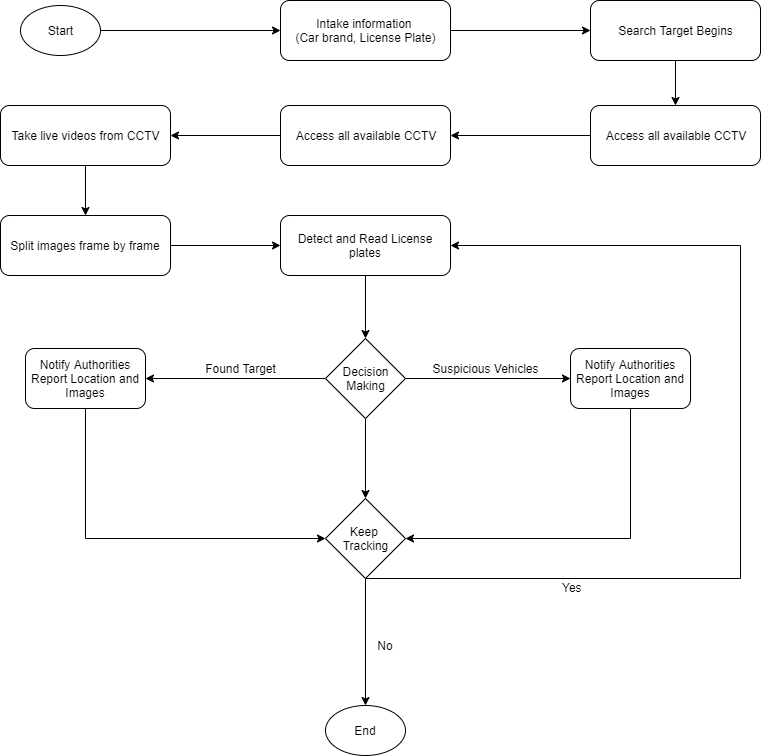 Start
Intake information
(Car brand, License Plate)
Search Target Begins
Take live videos from CCTV
Access all available CCTV
Access all available CCTV
Split images frame by frame
Detect and Read License
plates
Notify Authorities
Report Location and
Images
Found Target
Decision
Making
Suspicious Vehicles
Notify Authorities
Report Location and
Images
Keep
Tracking
Yes
No
End